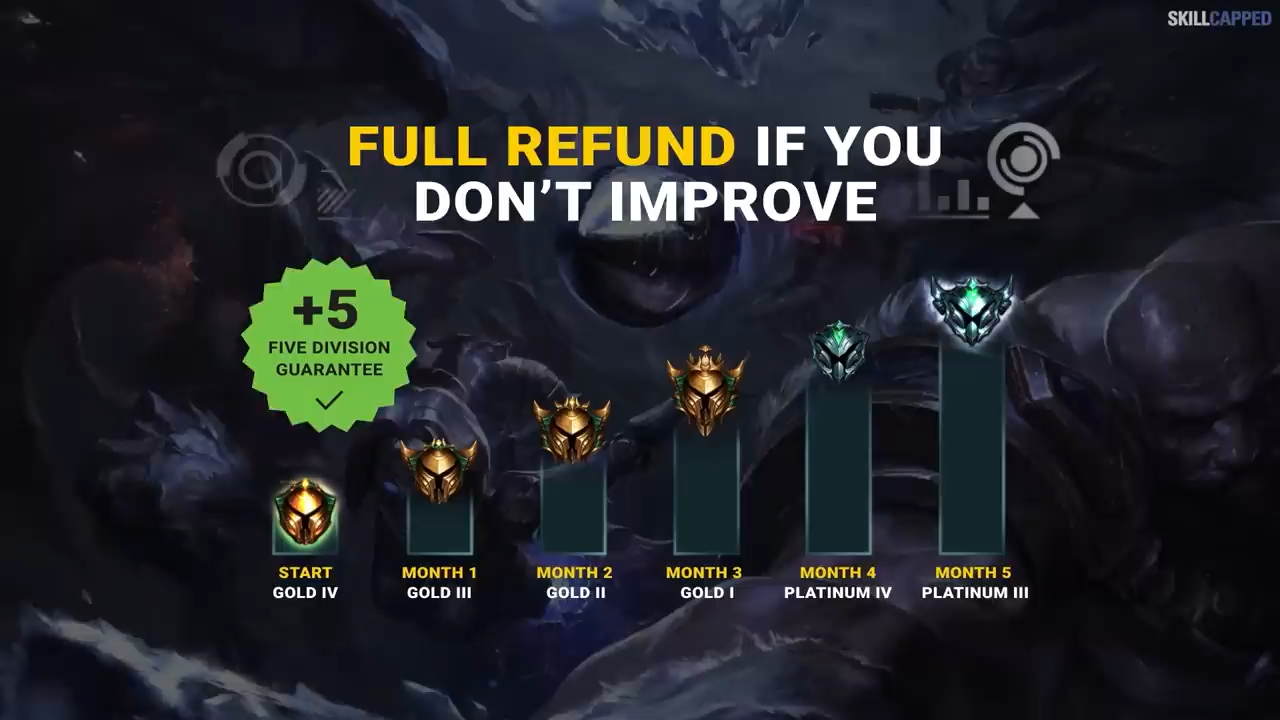 SKILLCAPPED
FULL REFUND IF YOU
DON'T IMPROVE
+5
FIVE DIVISION
GUARANTEE
START
GOLD IV
MONTH 1
GOLD III
MONTH 2
GOLD II
MONTH 3
GOLD I
MONTH 4
PLATINUM IV
MONTH 5
PLATINUM III